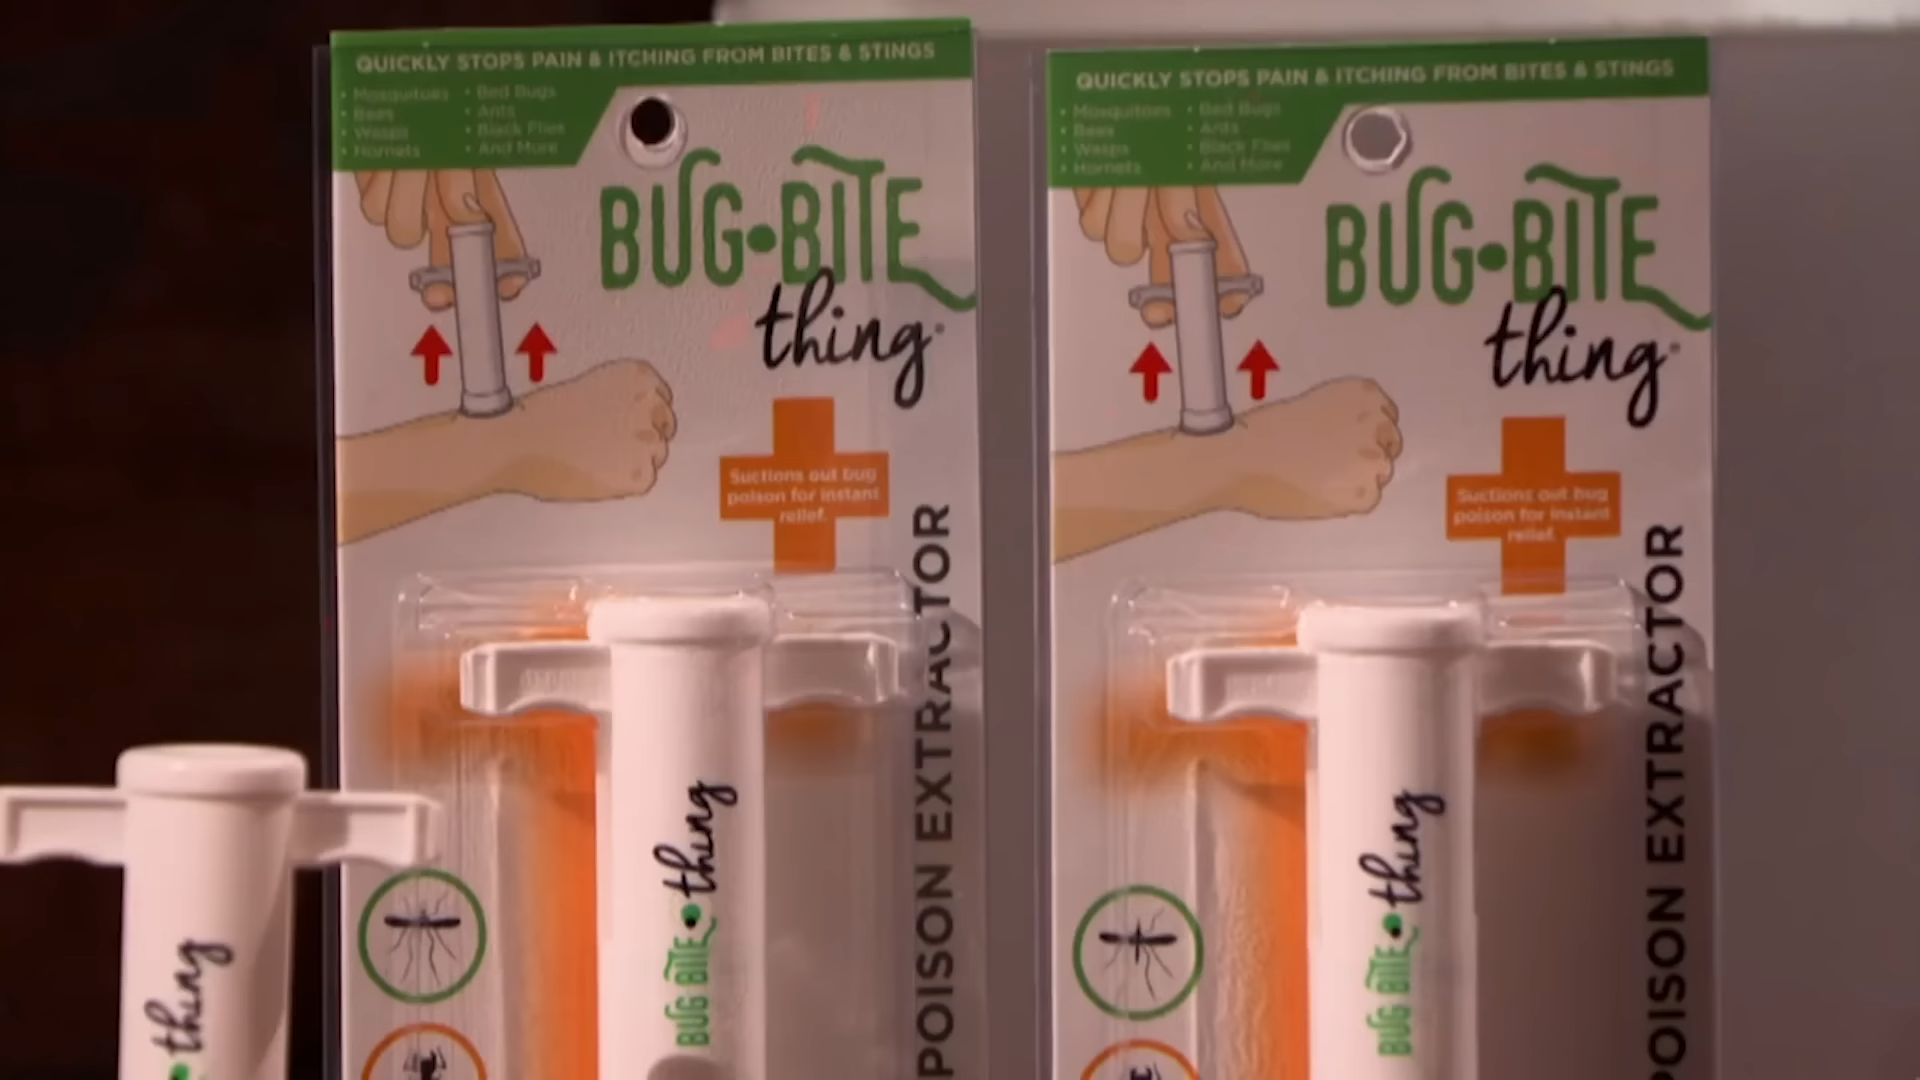 QUICKLY STOPS PAIN & ITCHING FROM BITES & STINGS
• Mosquitoes
• Bees
• Wasps
• Hornets
• Bed Bugs
• Ants
• Black Flies
• And More
BUG•BITE
thing
Suctions out bug
poison for instant
relief.
POISON EXTRACTOR
BUG BITE•thing
QUICKLY STOPS PAIN & ITCHING FROM BITES & STINGS
• Mosquitoes
• Bees
• Wasps
• Hornets
• Bed Bugs
• Ants
• Black Flies
• And More
BUG•BITE
thing
Suctions out bug
poison for instant
relief.
POISON EXTRACTOR
BUG BITE•thing
thing